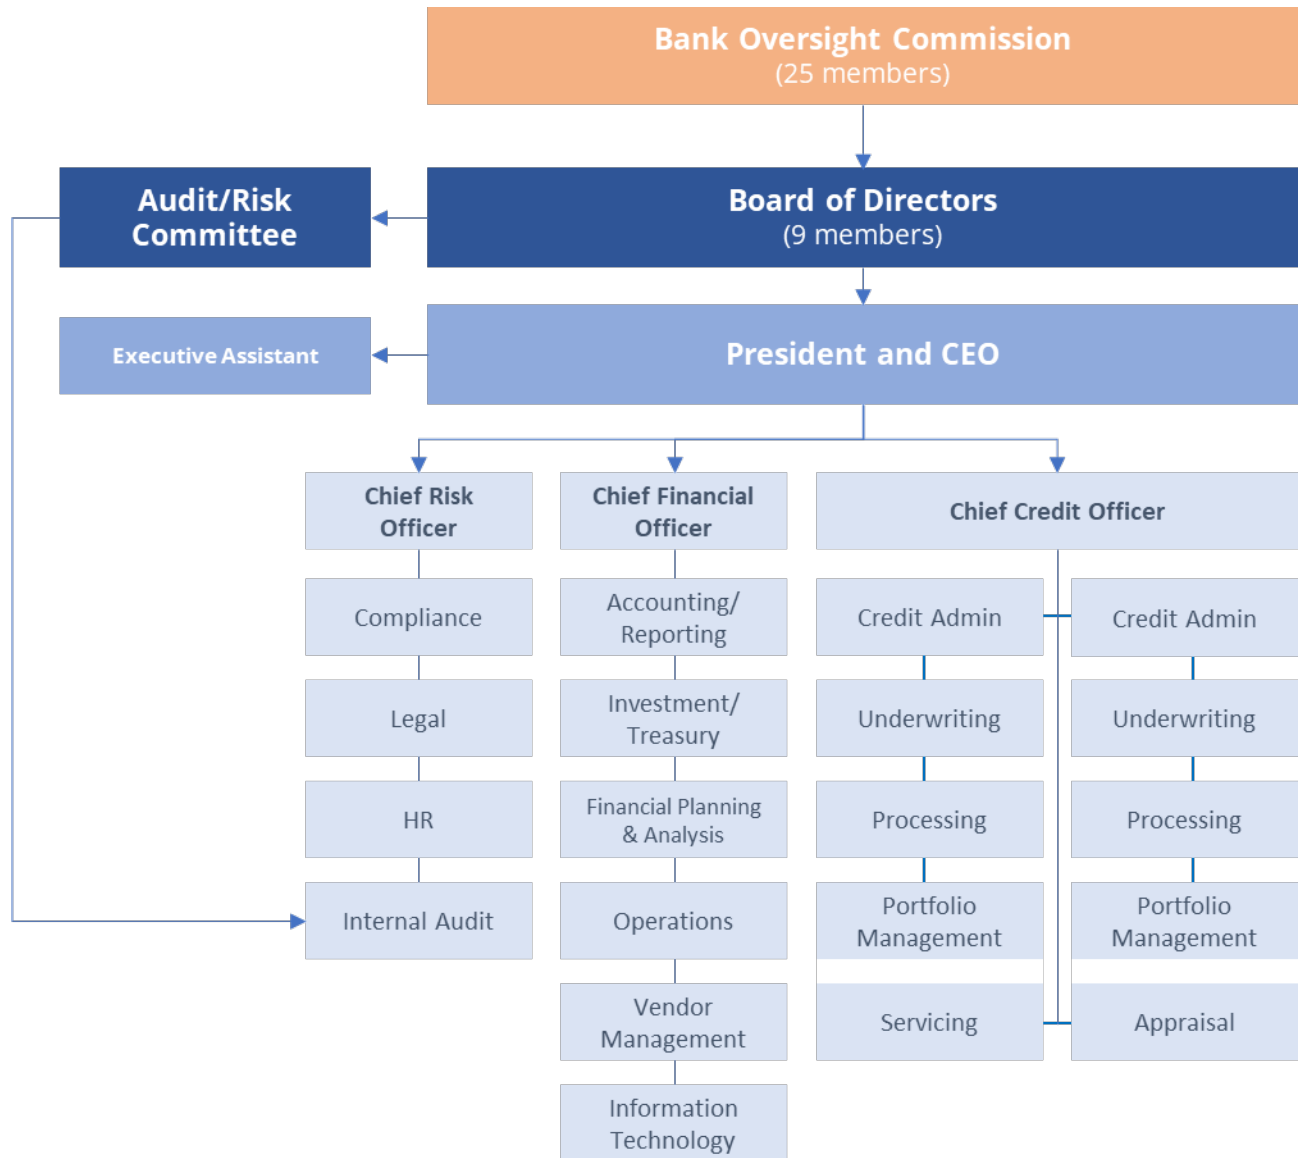 Bank Oversight Commission
(25 members)
Audit/Risk
Committee
Board of Directors
(9 members)
Executive Assistant
President and CEO
Chief Risk
Officer
Chief Financial
Officer
Chief Credit Officer
Compliance
Accounting/
Reporting
Credit Admin
Credit Admin
Legal
Investment/
Treasury
Underwriting
Underwriting
HR
Financial Planning
& Analysis
Processing
Processing
Internal Audit
Operations
Portfolio
Management
Portfolio
Management
Vendor
Management
Servicing
Appraisal
Information
Technology